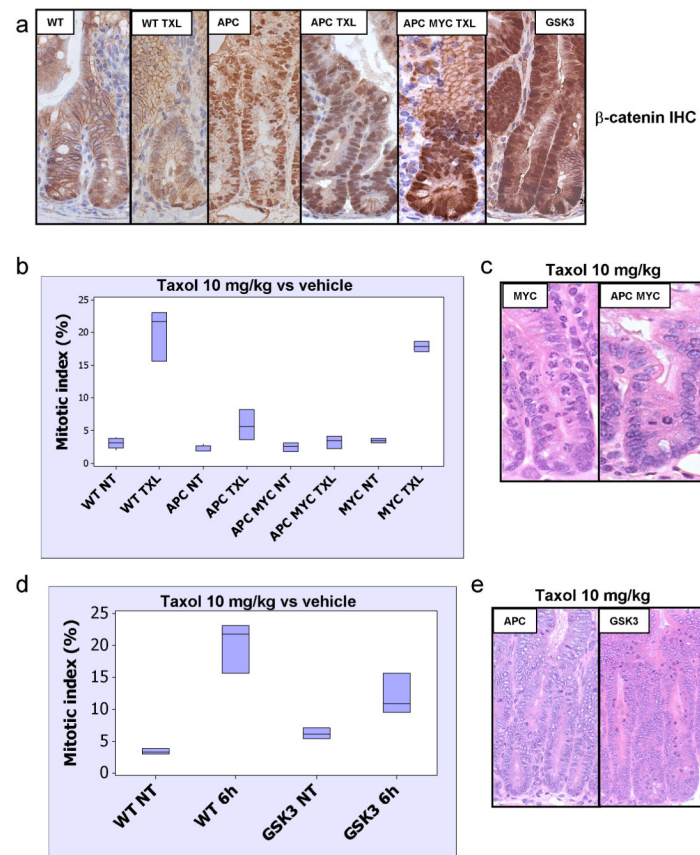 a
WT
WT TXL
APC
APC TXL
APC MYC TXL
GSK3
β-catenin IHC
b
Taxol 10 mg/kg vs vehicle
Mitotic index (%)
25
20
15
10
5
0
WT NT
WT TXL
APC NT
APC TXL
APC MYC NT
APC MYC TXL
MYC NT
MYC TXL
c
Taxol 10 mg/kg
MYC
APC MYC
d
Taxol 10 mg/kg vs vehicle
Mitotic index (%)
25
20
15
10
5
0
WT NT
WT 6h
GSK3 NT
GSK3 6h
e
Taxol 10 mg/kg
APC
GSK3